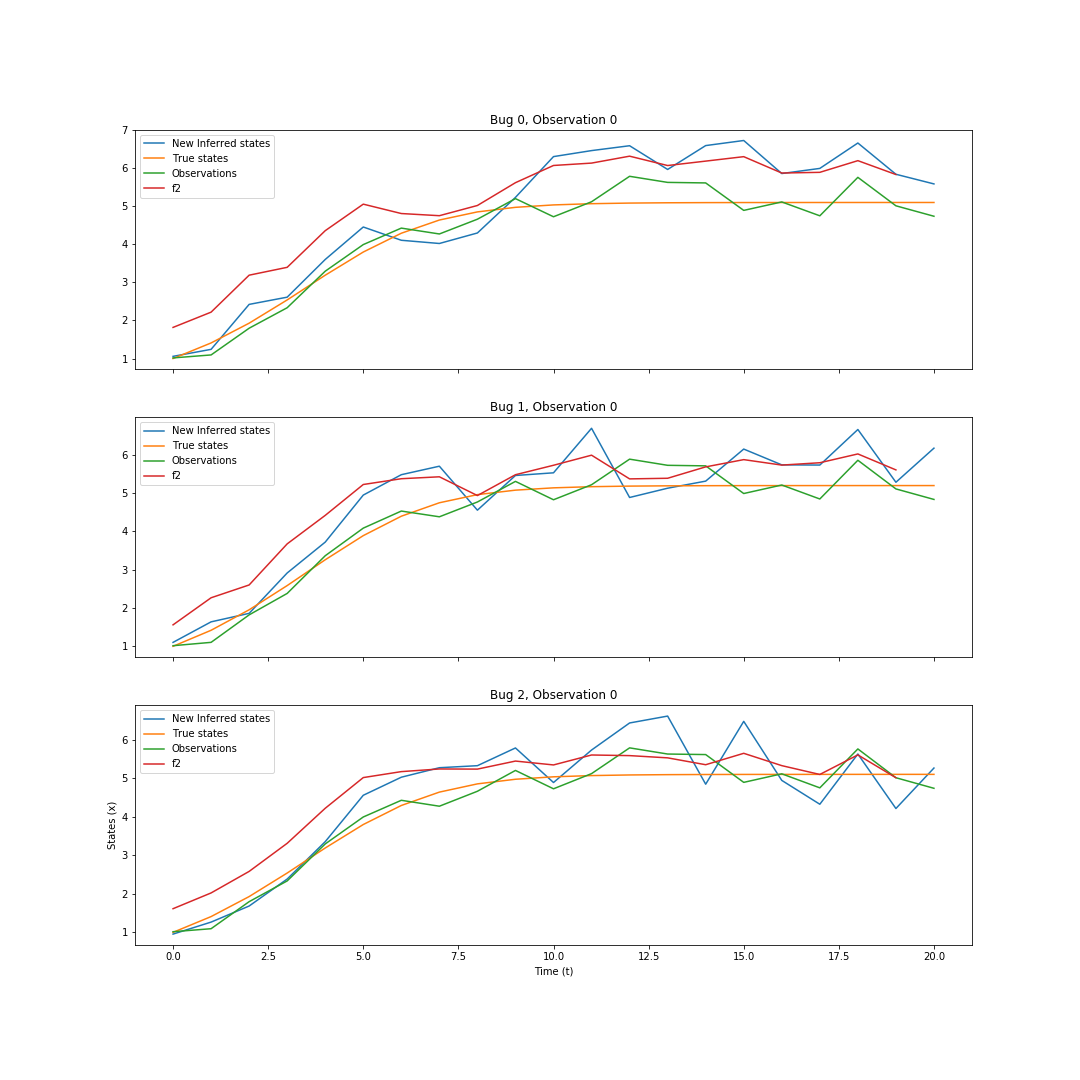 Bug 0, Observation 0
7
6
5
4
3
2
1
New Inferred states
True states
Observations
f2
Bug 1, Observation 0
6
5
4
3
2
1
New Inferred states
True states
Observations
f2
Bug 2, Observation 0
States (x)
6
5
4
3
2
1
New Inferred states
True states
Observations
f2
0.0 2.5 5.0 7.5 10.0 12.5 15.0 17.5 20.0
Time (t)